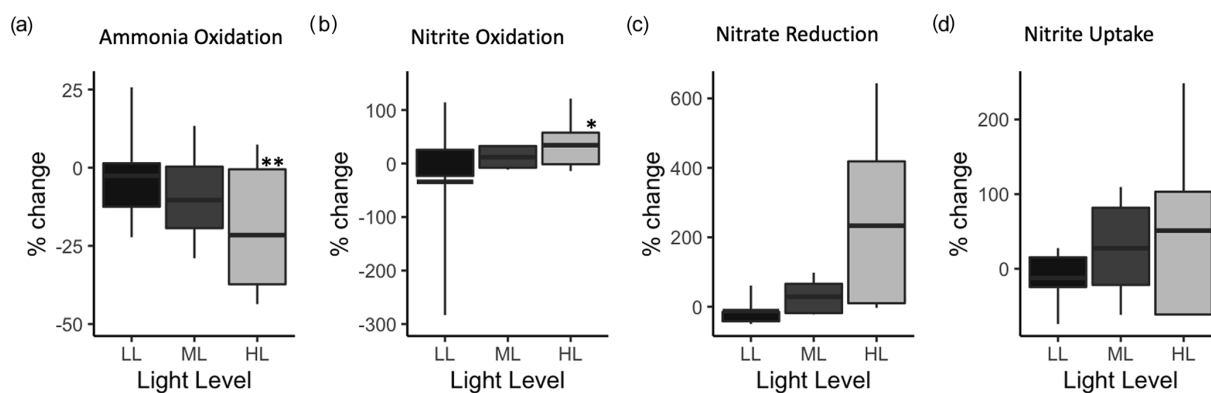 (a) Ammonia Oxidation
% change
25
0
-25
-50
**
LL ML HL
Light Level
(b) Nitrite Oxidation
% change
100
0
-100
-200
-300
*
LL ML HL
Light Level
(c) Nitrate Reduction
% change
600
400
200
0
LL ML HL
Light Level
(d) Nitrite Uptake
% change
200
100
0
LL ML HL
Light Level